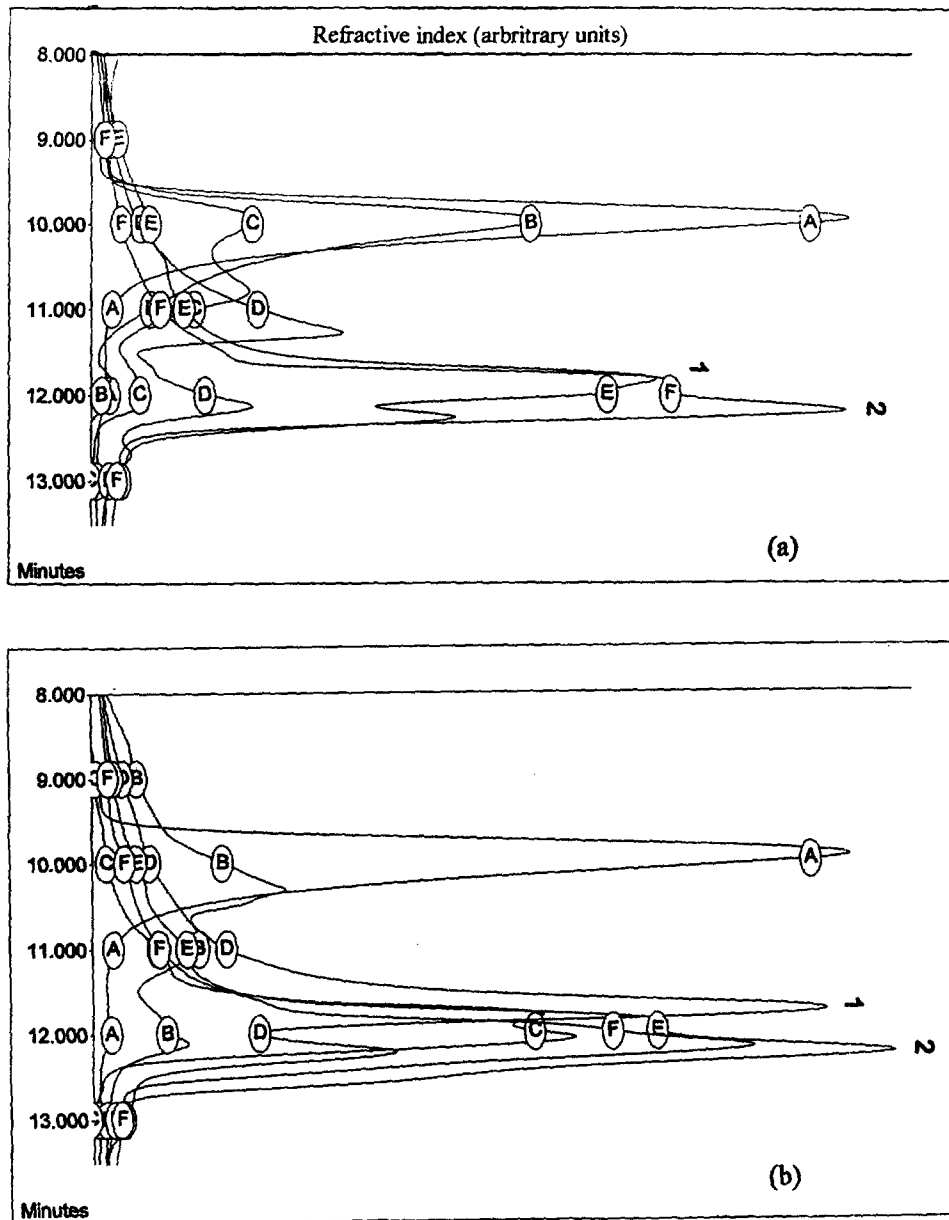 Refractive index (arbritrary units)
8.000
F E
9.000
F E C B A
10.000
A F E C D
11.000
1
B A C D E F
12.000
2
F
13.000
(a)
Minutes
8.000
F D B
9.000
C F E D B A
10.000
A F E B D
11.000
1
A B D C F E
12.000
2
F
13.000
(b)
Minutes